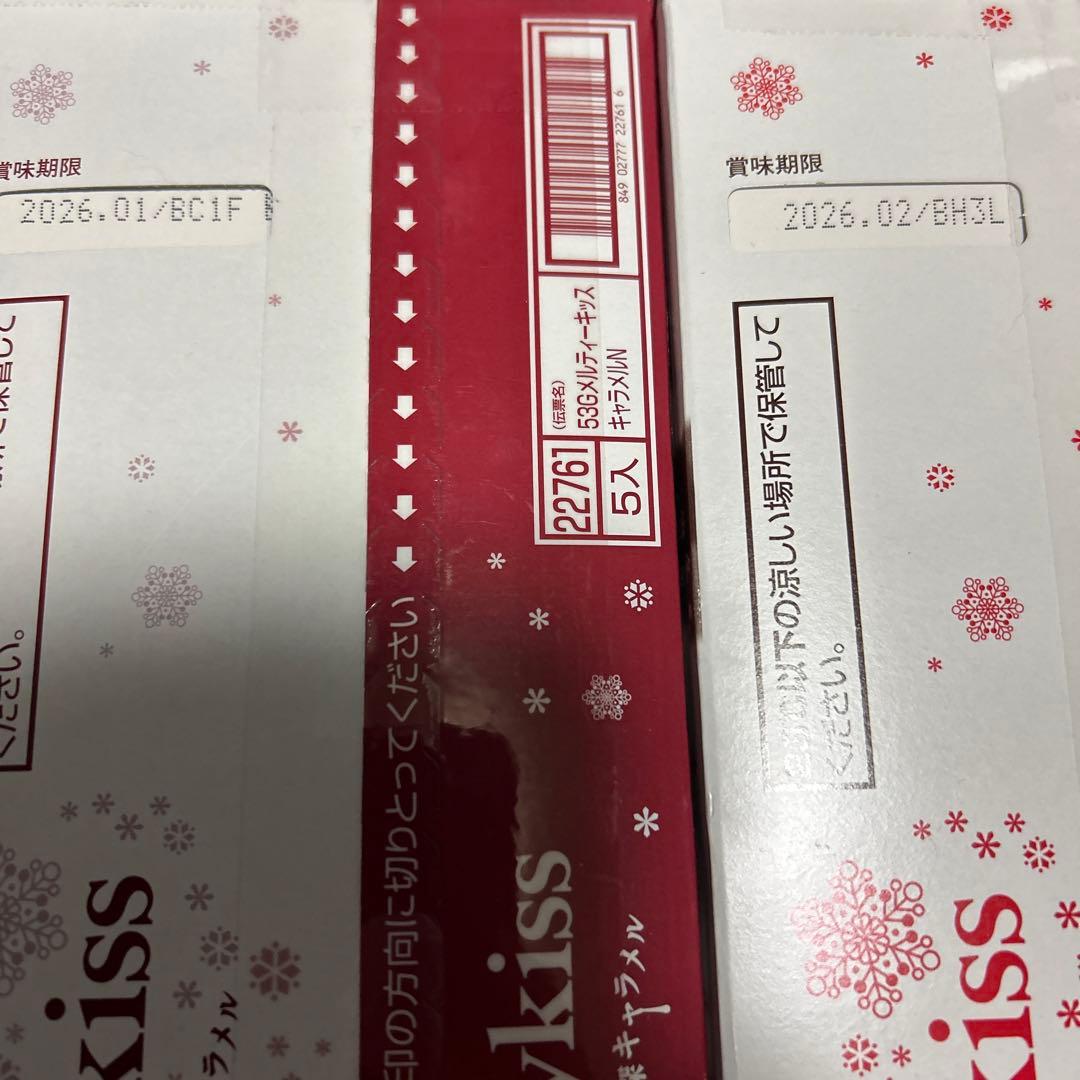 賞味期限
2026.01/BC1F
ください。
kiss
ラメル
849 02777 22761 6
(伝票名)
53Gメルティーキッス
キャラメルN
22761
5入
印の方向に切りとってください
ykiss
キャラメル
賞味期限
2026.02/BH3L
以下の涼しい場所で保管して
ください。
kiss